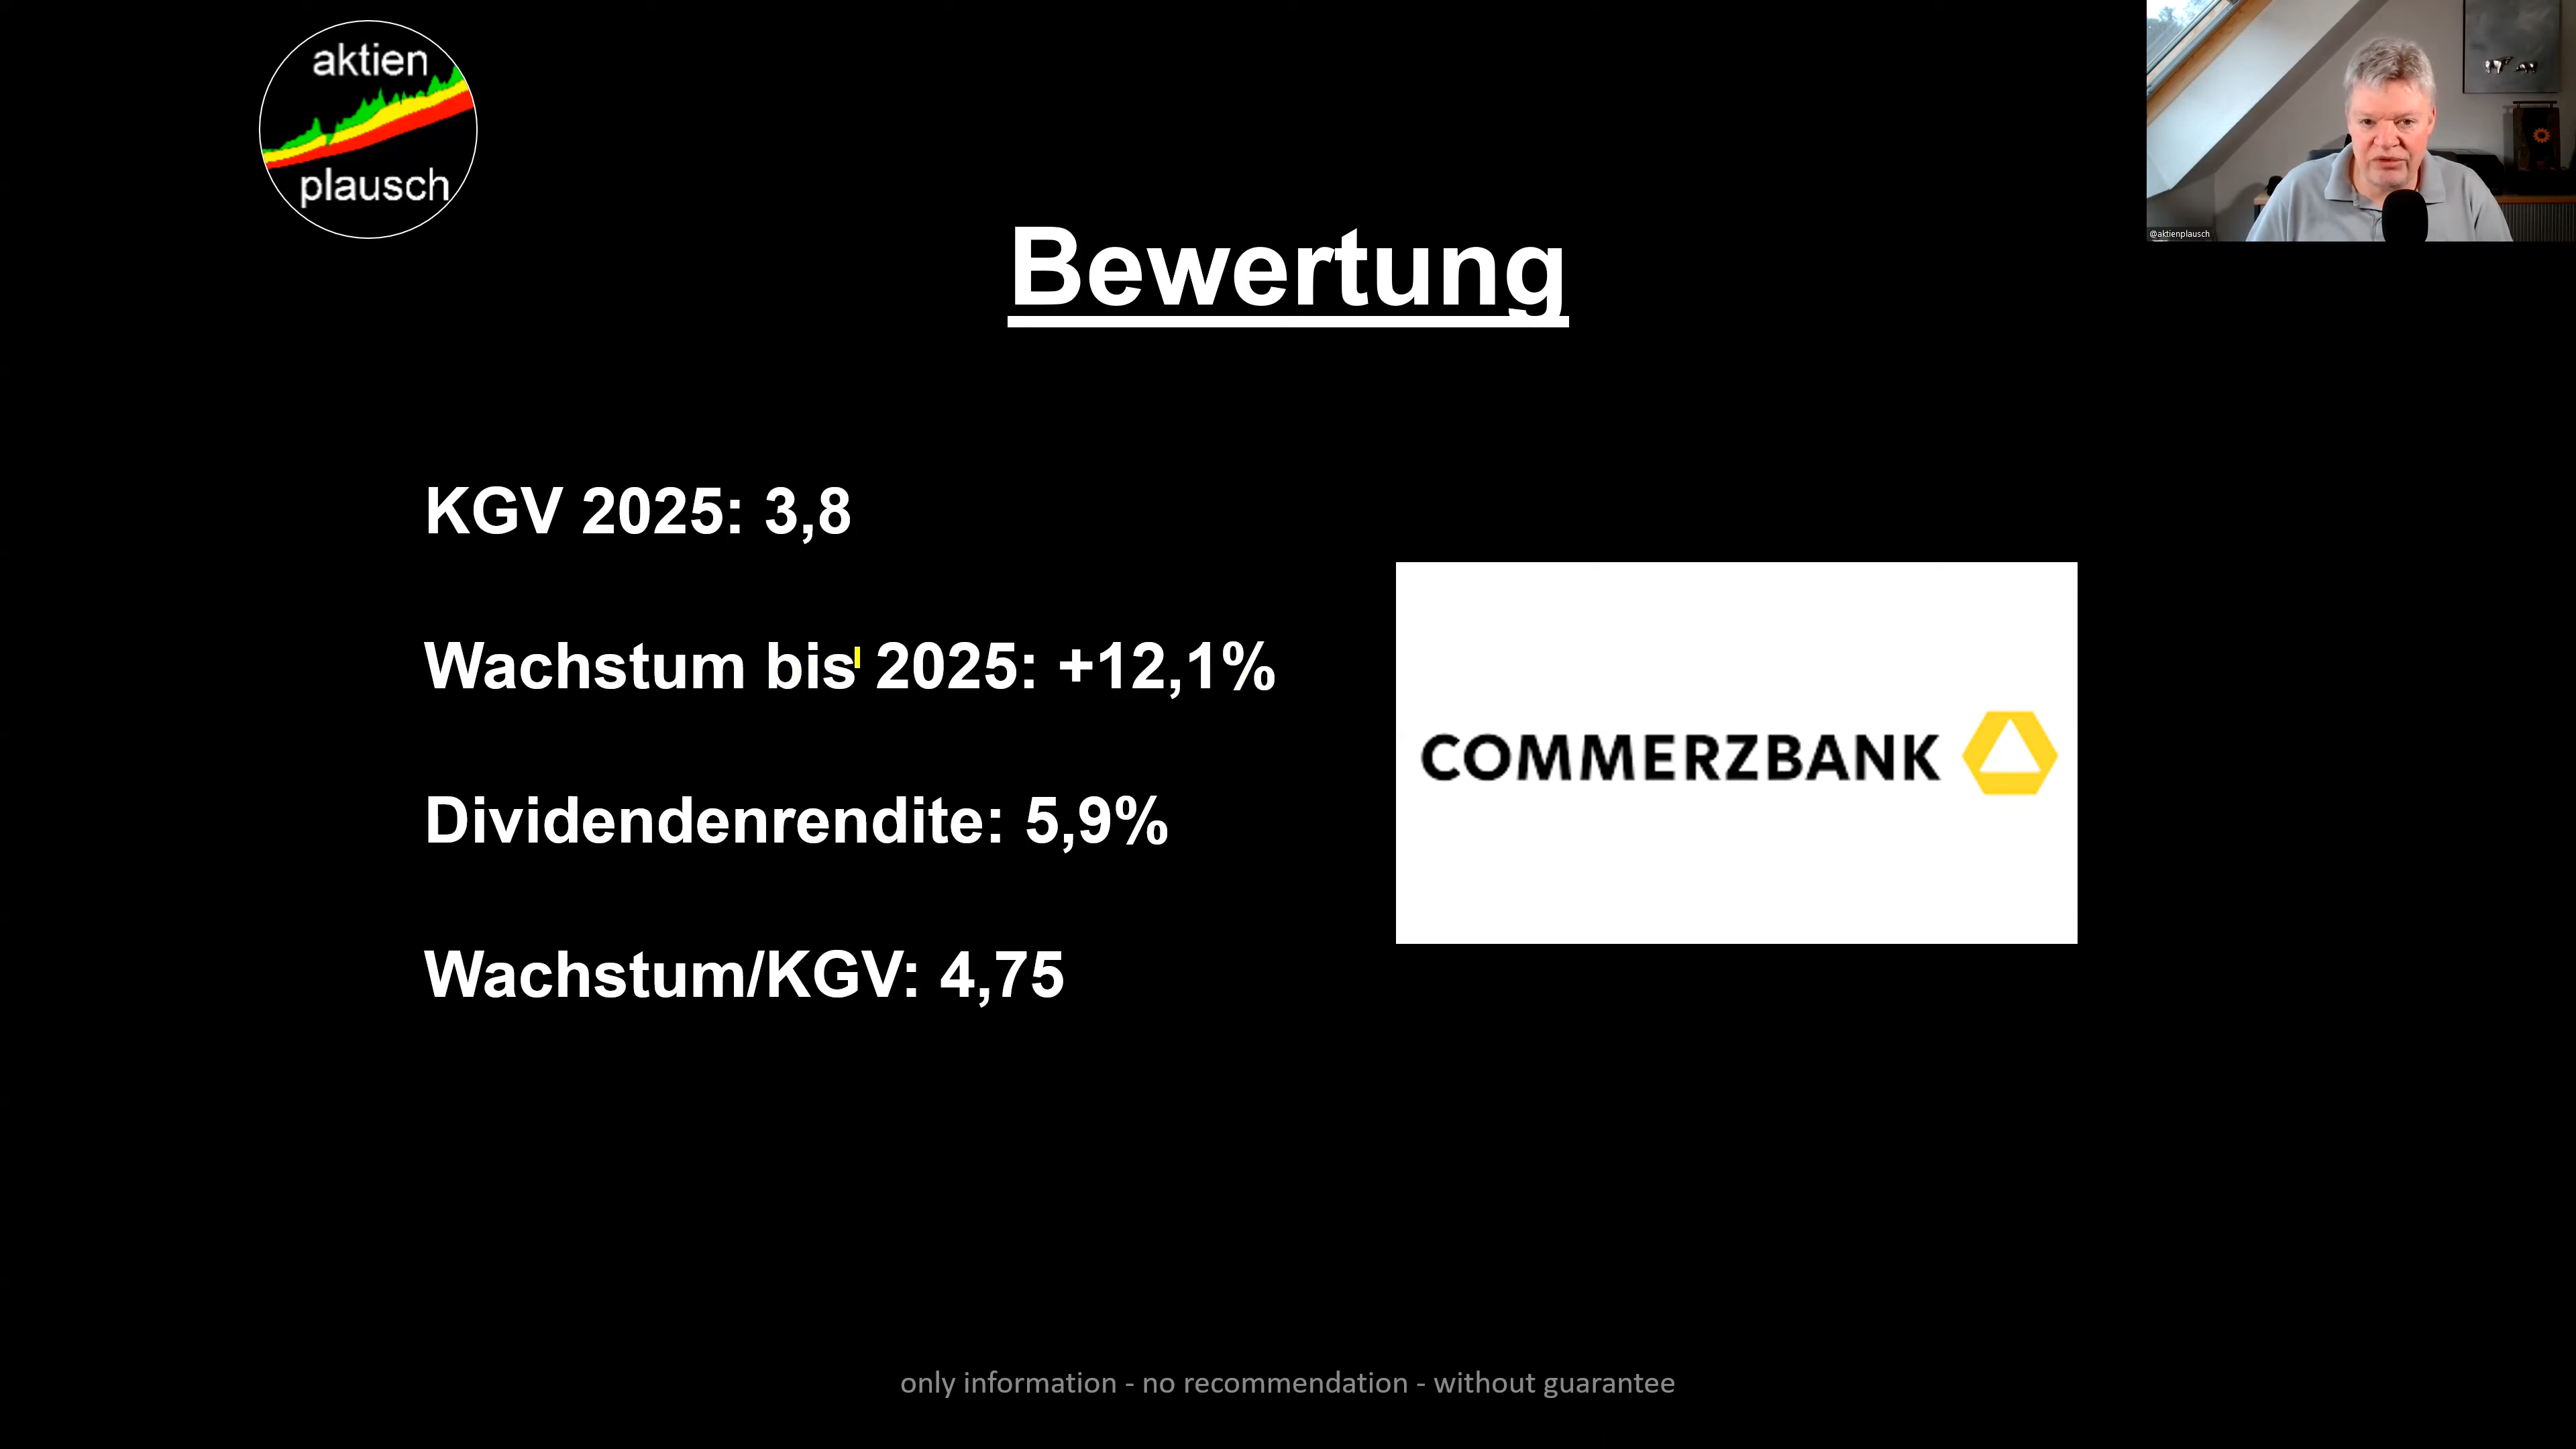 aktien
plausch
@aktienplausch
Bewertung
KGV 2025: 3,8
Wachstum bis 2025: +12,1%
Dividendenrendite: 5,9%
Wachstum/KGV: 4,75
COMMERZBANK
only information - no recommendation - without guarantee